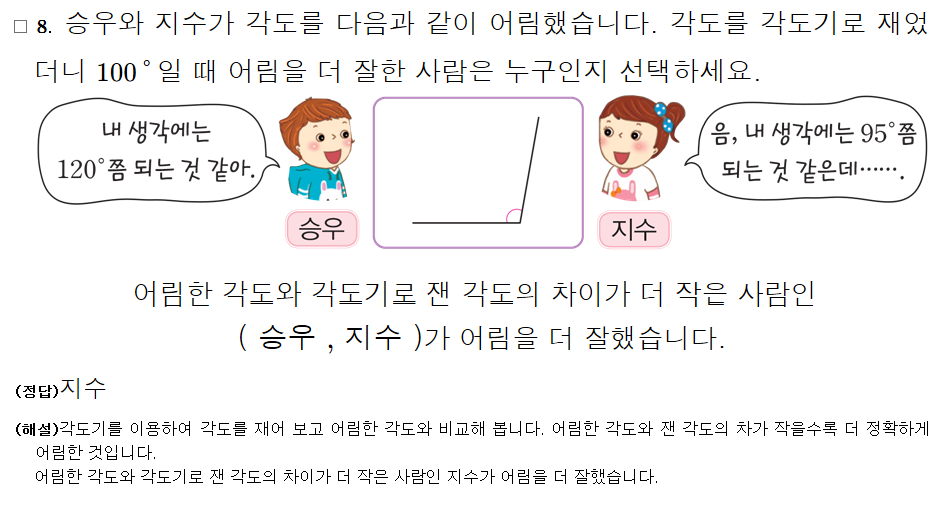 □ 8. 승우와 지수가 각도를 다음과 같이 어림했습니다. 각도를 각도기로 재었
더니 100°일 때 어림을 더 잘한 사람은 누구인지 선택하세요.
내 생각에는
120°쯤 되는 것 같아.
음, 내 생각에는 95°쯤
되는 것 같은데…….
승우
지수
어림한 각도와 각도기로 잰 각도의 차이가 더 작은 사람인
( 승우 , 지수 )가 어림을 더 잘했습니다.
(정답)지수
(해설)각도기를 이용하여 각도를 재어 보고 어림한 각도와 비교해 봅니다. 어림한 각도와 잰 각도의 차가 작을수록 더 정확하게
어림한 것입니다.
어림한 각도와 각도기로 잰 각도의 차이가 더 작은 사람인 지수가 어림을 더 잘했습니다.